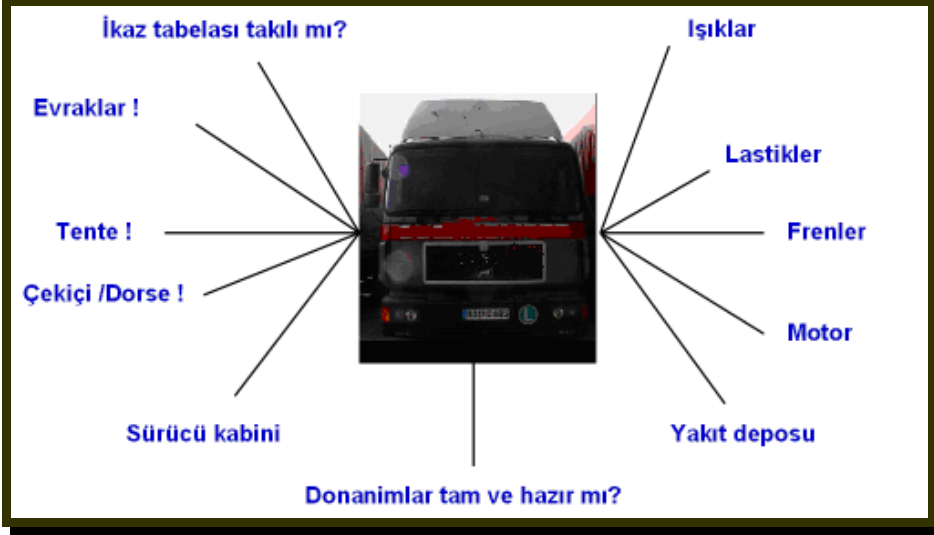 İkaz tabelası takılı mı?
Işıklar
Evraklar !
Lastikler
Tente !
Frenler
Çekiçi /Dorse !
Motor
Sürücü kabini
Yakıt deposu
Donanimlar tam ve hazır mı?